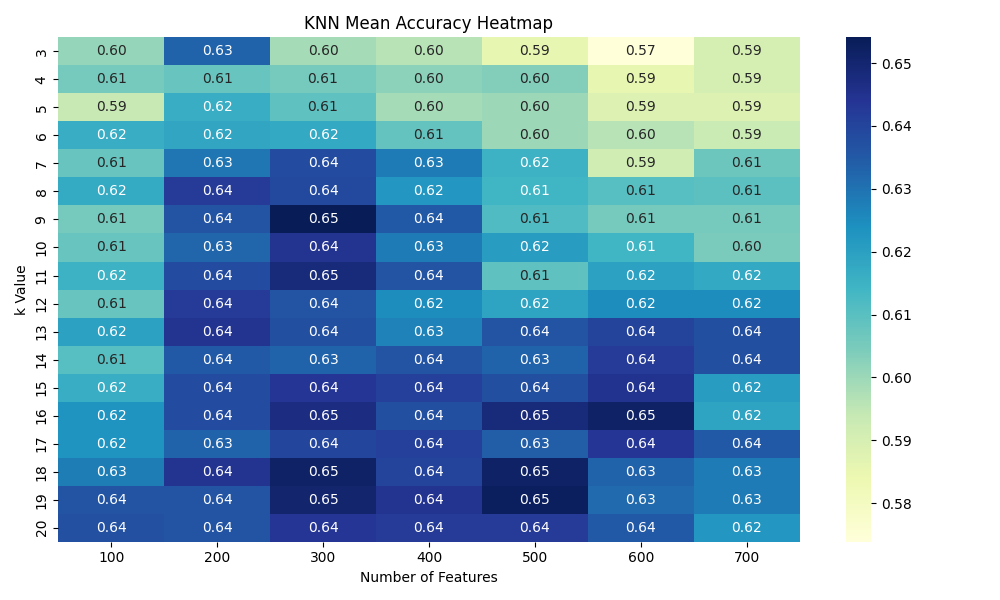 KNN Mean Accuracy Heatmap
3 0.60 0.63 0.60 0.60 0.59 0.57 0.59
4 0.61 0.61 0.61 0.60 0.60 0.59 0.59
5 0.59 0.62 0.61 0.60 0.60 0.59 0.59
6 0.62 0.62 0.62 0.61 0.60 0.60 0.59
7 0.61 0.63 0.64 0.63 0.62 0.59 0.61
8 0.62 0.64 0.64 0.62 0.61 0.61 0.61
9 0.61 0.64 0.65 0.64 0.61 0.61 0.61
10 0.61 0.63 0.64 0.63 0.62 0.61 0.60
11 0.62 0.64 0.65 0.64 0.61 0.62 0.62
12 0.61 0.64 0.64 0.62 0.62 0.62 0.62
13 0.62 0.64 0.64 0.63 0.64 0.64 0.64
14 0.61 0.64 0.63 0.64 0.63 0.64 0.64
15 0.62 0.64 0.64 0.64 0.64 0.64 0.62
16 0.62 0.64 0.65 0.64 0.65 0.65 0.62
17 0.62 0.63 0.64 0.64 0.63 0.64 0.64
18 0.63 0.64 0.65 0.64 0.65 0.63 0.63
19 0.64 0.64 0.65 0.64 0.65 0.63 0.63
20 0.64 0.64 0.64 0.64 0.64 0.64 0.62
100 200 300 400 500 600 700
Number of Features
k Value
0.65
0.64
0.63
0.62
0.61
0.60
0.59
0.58